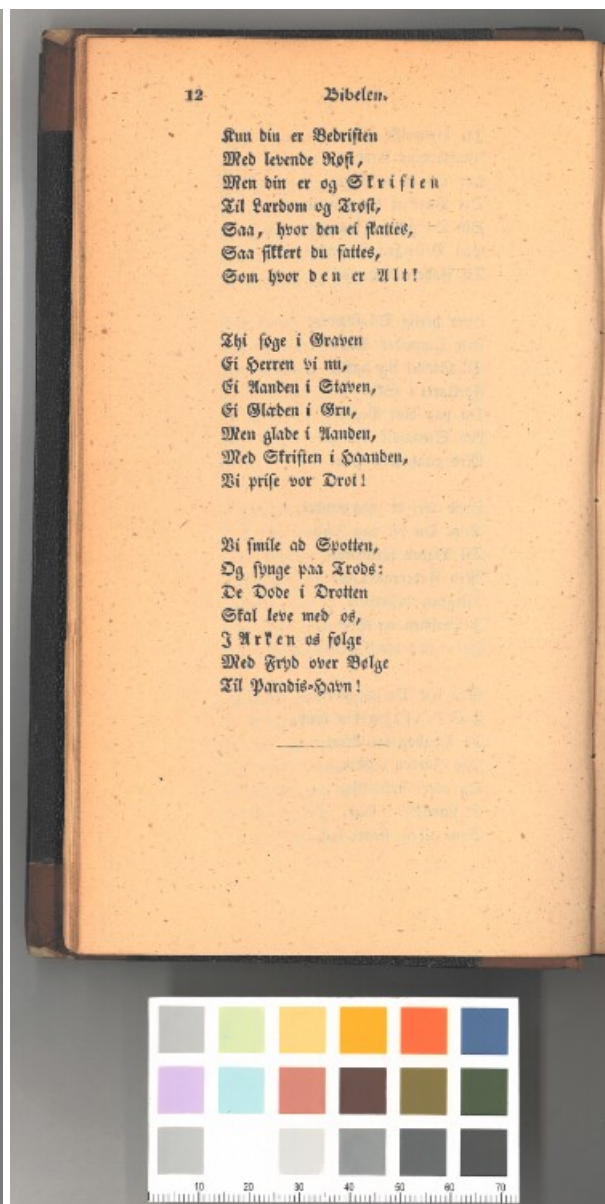 12 Bibelen.
Kun din er Bedriften
Med levende Røst,
Men din er og Skriften
Til Lærdom og Trøst,
Saa, hvor den ei skattes,
Saa sikkert du fattes,
Som hvor den er Alt!
Thi søge i Graven
Ei Herren vi nu,
Ei Aanden i Staven,
Ei Glæden i Gru,
Men glade i Aanden,
Med Skriften i Haanden,
Vi prise vor Drot!
Vi smile ad Spotten,
Og synge paa Trods:
De Døde i Drotten
Skal leve med os,
I Arken os følge
Med Fryd over Bølge
Til Paradis-Havn!
10 20 30 40 50 60 70